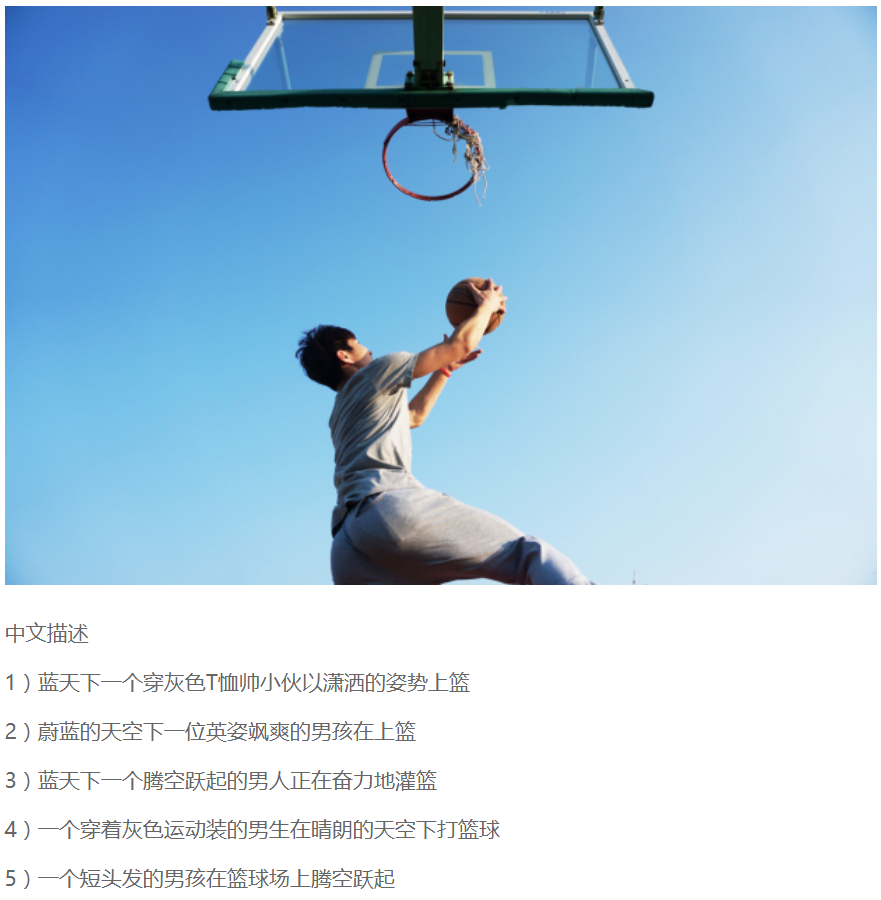 中文描述
1）蓝天下一个穿灰色T恤帅小伙以潇洒的姿势上篮
2）蔚蓝的天空下一位英姿飒爽的男孩在上篮
3）蓝天下一个腾空跃起的男人正在奋力地灌篮
4）一个穿着灰色运动装的男生在晴朗的天空下打篮球
5）一个短头发的男孩在篮球场上腾空跃起